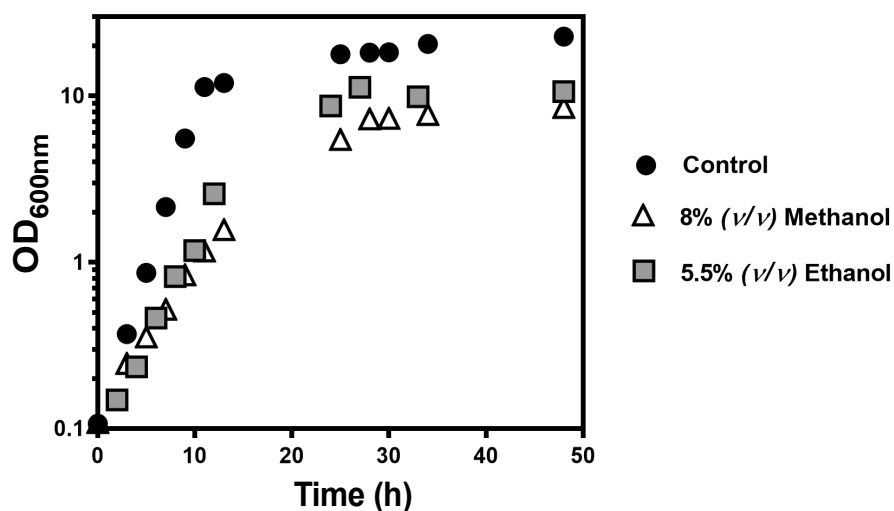 OD600nm
10
1
0.1
0 10 20 30 40 50
Time (h)
Control
8% (ν/ν) Methanol
5.5% (ν/ν) Ethanol